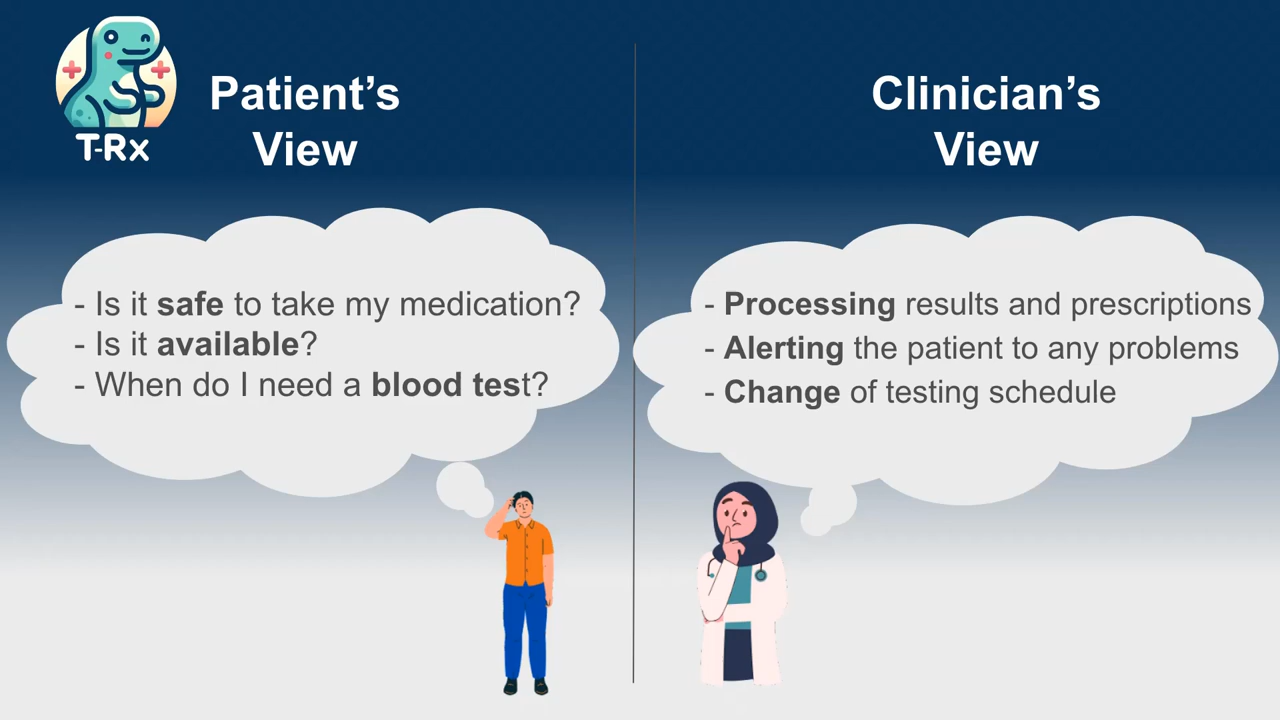 T-Rx
Patient's
View
- Is it safe to take my medication?
- Is it available?
- When do I need a blood test?
Clinician's
View
- Processing results and prescriptions
- Alerting the patient to any problems
- Change of testing schedule